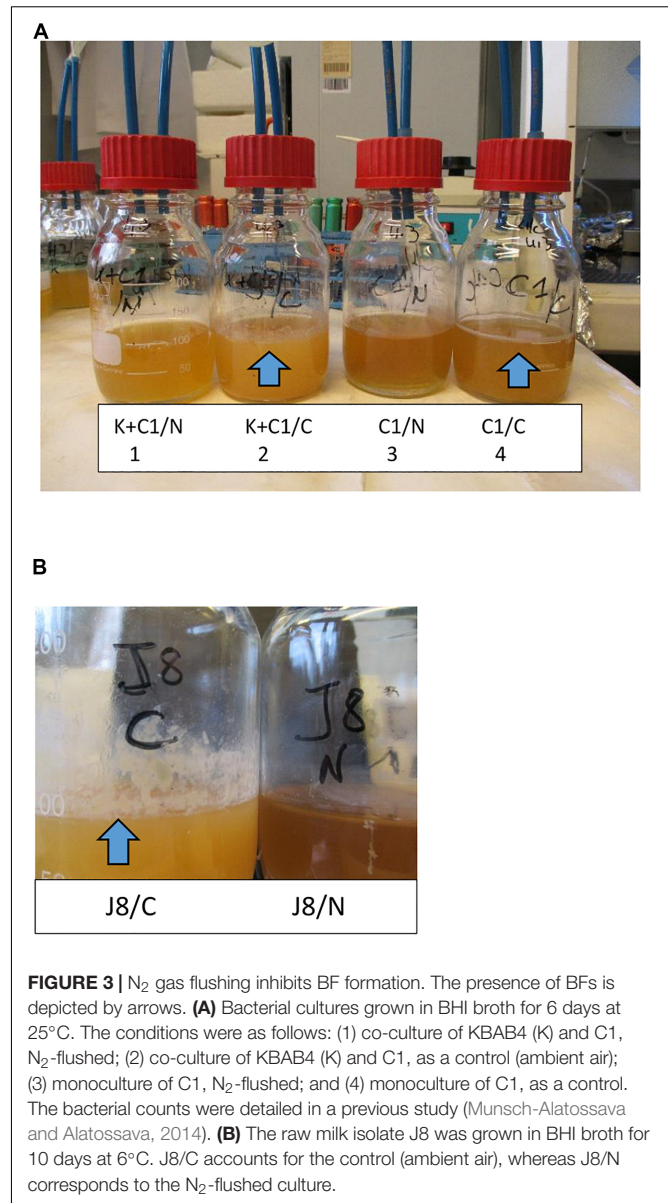 A
K+C1/N K+C1/C C1/N C1/C
1 2 3 4
150
100
50
C1/C
B
J8
C
J8
N
200
100
J8/C J8/N
FIGURE 3 | N₂ gas flushing inhibits BF formation. The presence of BFs is
depicted by arrows. (A) Bacterial cultures grown in BHI broth for 6 days at
25°C. The conditions were as follows: (1) co-culture of KBAB4 (K) and C1,
N₂-flushed; (2) co-culture of KBAB4 (K) and C1, as a control (ambient air);
(3) monoculture of C1, N₂-flushed; and (4) monoculture of C1, as a control.
The bacterial counts were detailed in a previous study (Munsch-Alatossava
and Alatossava, 2014). (B) The raw milk isolate J8 was grown in BHI broth for
10 days at 6°C. J8/C accounts for the control (ambient air), whereas J8/N
corresponds to the N₂-flushed culture.